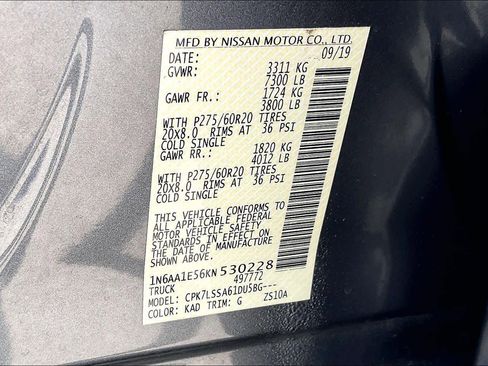 MFD BY NISSAN MOTOR CO., LTD.
DATE: 09/19
GVWR: 3311 KG
7300 LB
GAWR FR.: 1724 KG
3800 LB
WITH P275/60R20 TIRES
20X8.0 RIMS AT 36 PSI
COLD SINGLE
GAWR RR.: 1820 KG
4012 LB
WITH P275/60R20 TIRES
20X8.0 RIMS AT 36 PSI
COLD SINGLE
THIS VEHICLE CONFORMS TO
ALL APPLICABLE FEDERAL
MOTOR VEHICLE SAFETY
STANDARDS IN EFFECT ON
THE DATE OF MANUFACTURE
SHOWN ABOVE.
1N6AA1E56KN530228
TRUCK 497772
MODEL: CPK7LSSA61DU5BG---
COLOR: KAD TRIM: G ZS10A